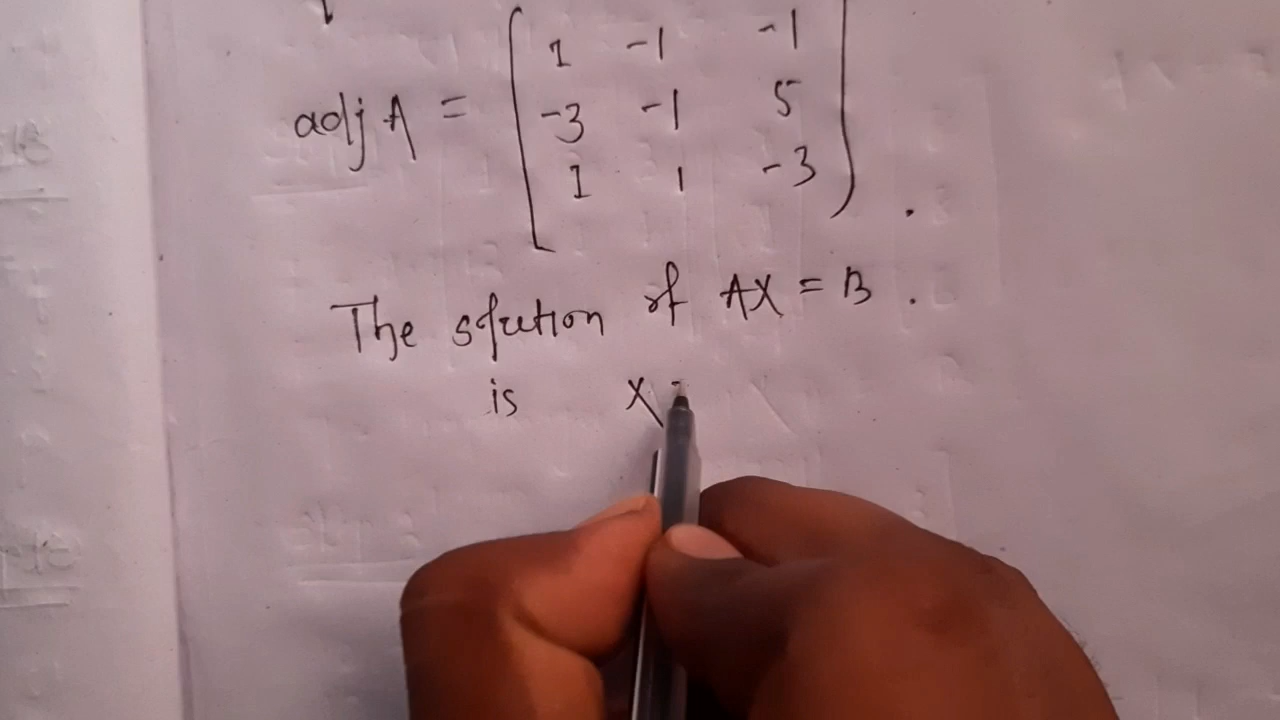 1 -1 -1
adj A = -3 -1 5
1 1 -3 .
The solution of AX = B .
is X